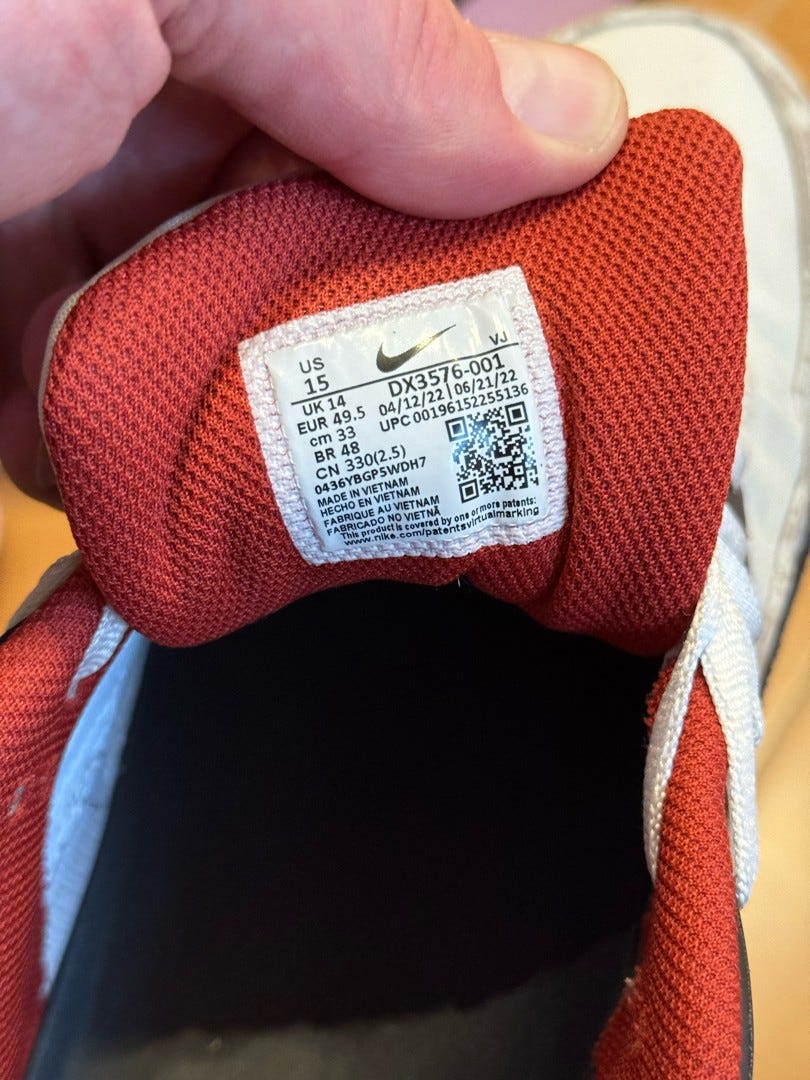 VJ
US
15
DX3576-001
UK 14
04/12/22 06/21/22
EUR 49.5
UPC 00196152255136
cm 33
BR 48
CN 330(2.5)
0436YBGP5WDH7
MADE IN VIETNAM
HECHO EN VIETNAM
FABRIQUE AU VIETNAM
FABRICADO NO VIETNÃ
This product is covered by one or more patents:
www.nike.com/patentsvirtualmarking